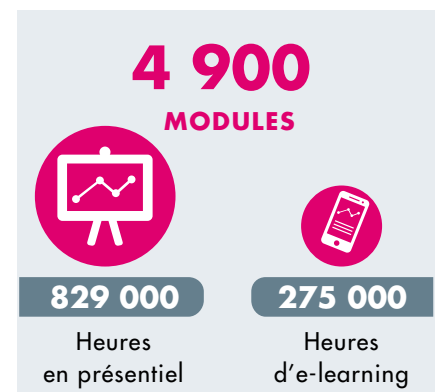 4 900
MODULES
829 000
Heures
en présentiel
275 000
Heures
d'e-learning